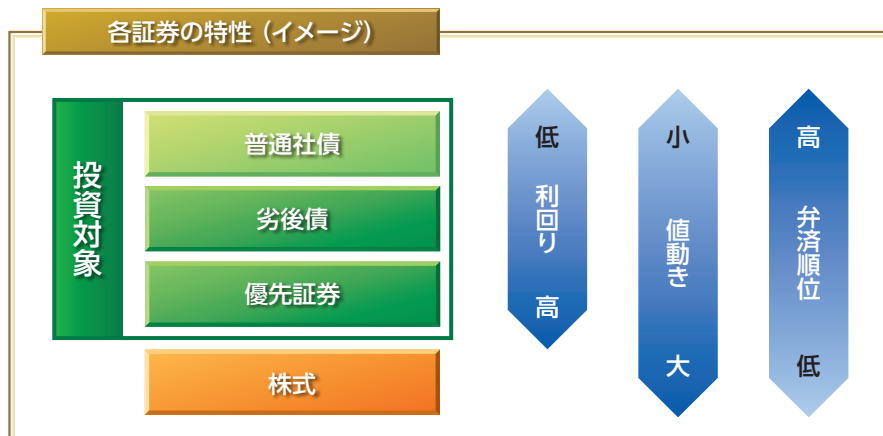 各証券の特性（イメージ）
投資対象
普通社債
劣後債
優先証券
株式
低
利回り
高
小
値動き
大
高
弁済順位
低